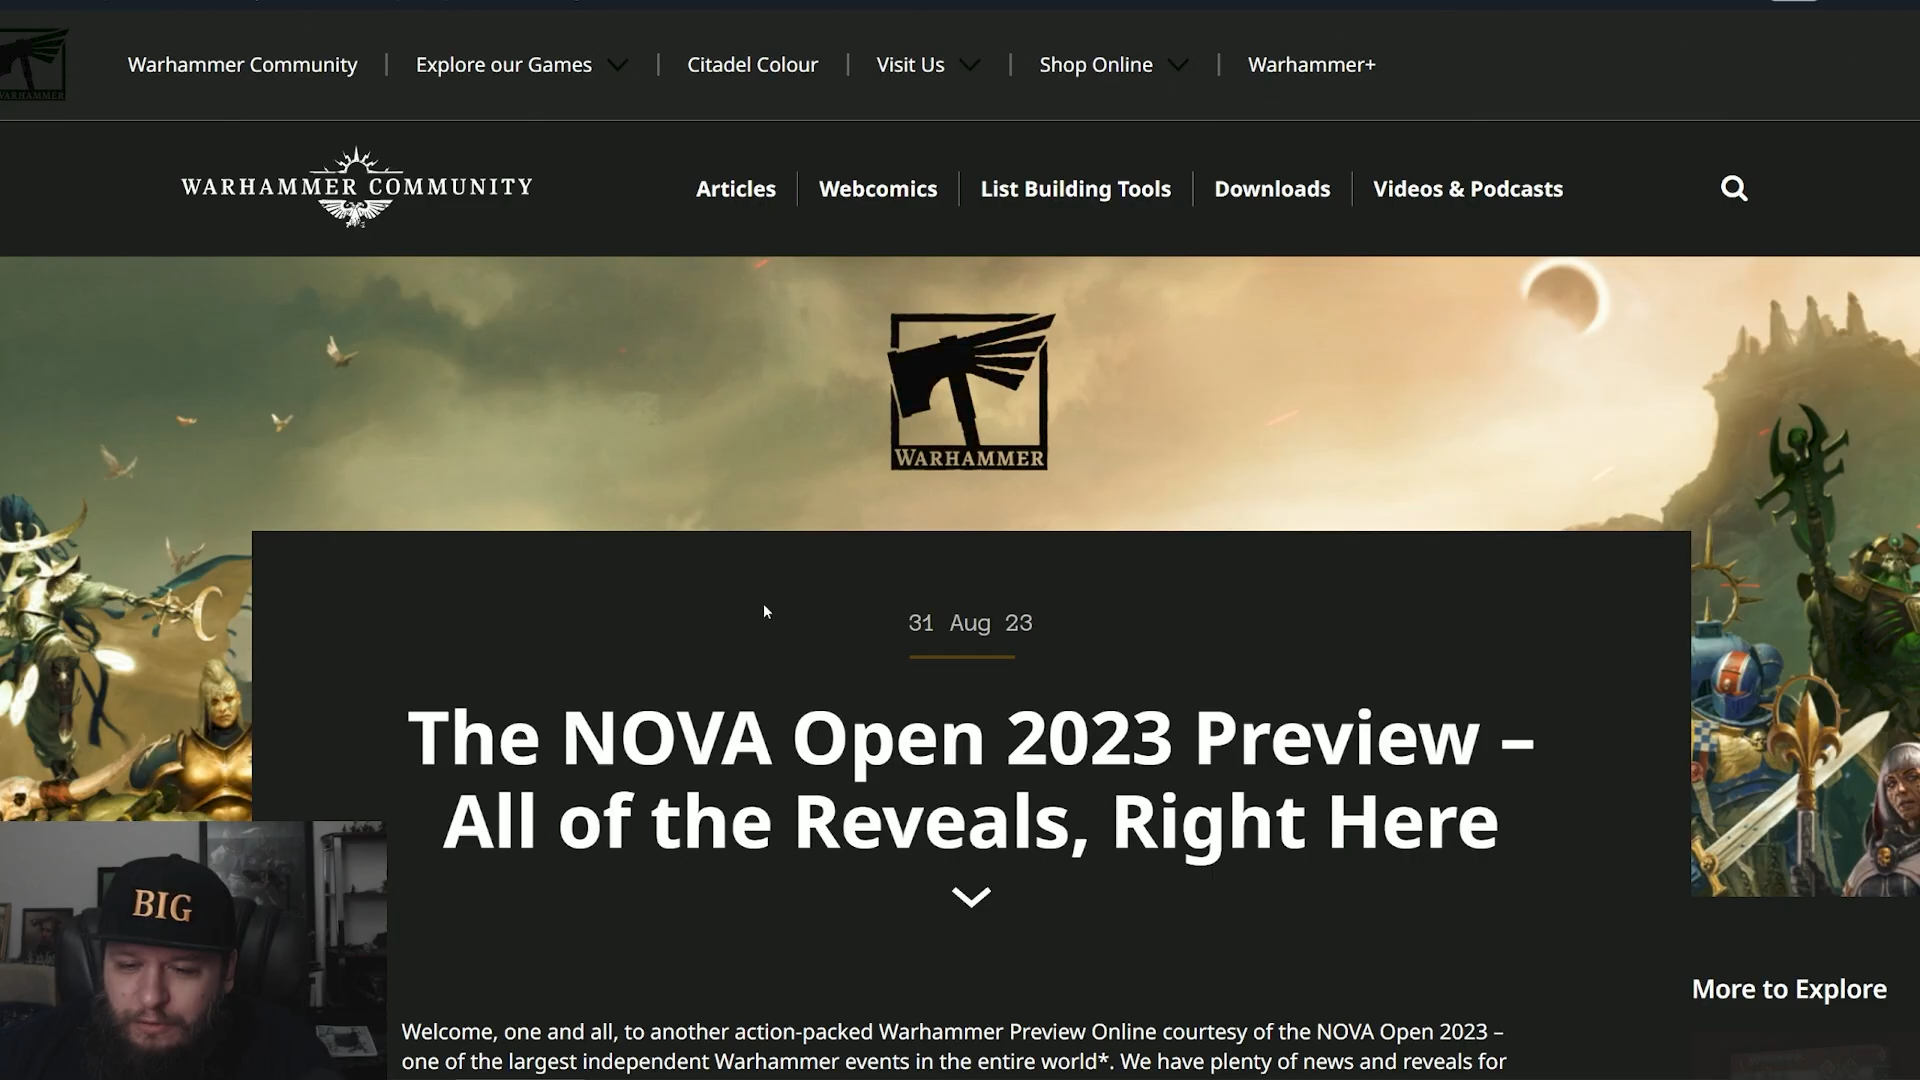 WARHAMMER
Warhammer Community
Explore our Games
Citadel Colour
Visit Us
Shop Online
Warhammer+
WARHAMMER COMMUNITY
Articles
Webcomics
List Building Tools
Downloads
Videos & Podcasts
WARHAMMER
31 Aug 23
The NOVA Open 2023 Preview –
All of the Reveals, Right Here
BIG
More to Explore
Welcome, one and all, to another action-packed Warhammer Preview Online courtesy of the NOVA Open 2023 –
one of the largest independent Warhammer events in the entire world*. We have plenty of news and reveals for